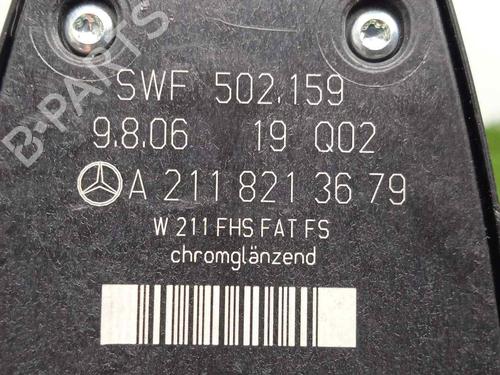 B-PARTS
SWF 502.159
9.8.06 19 Q02
A 211 821 36 79
W 211 FHS FAT FS
chromglänzend